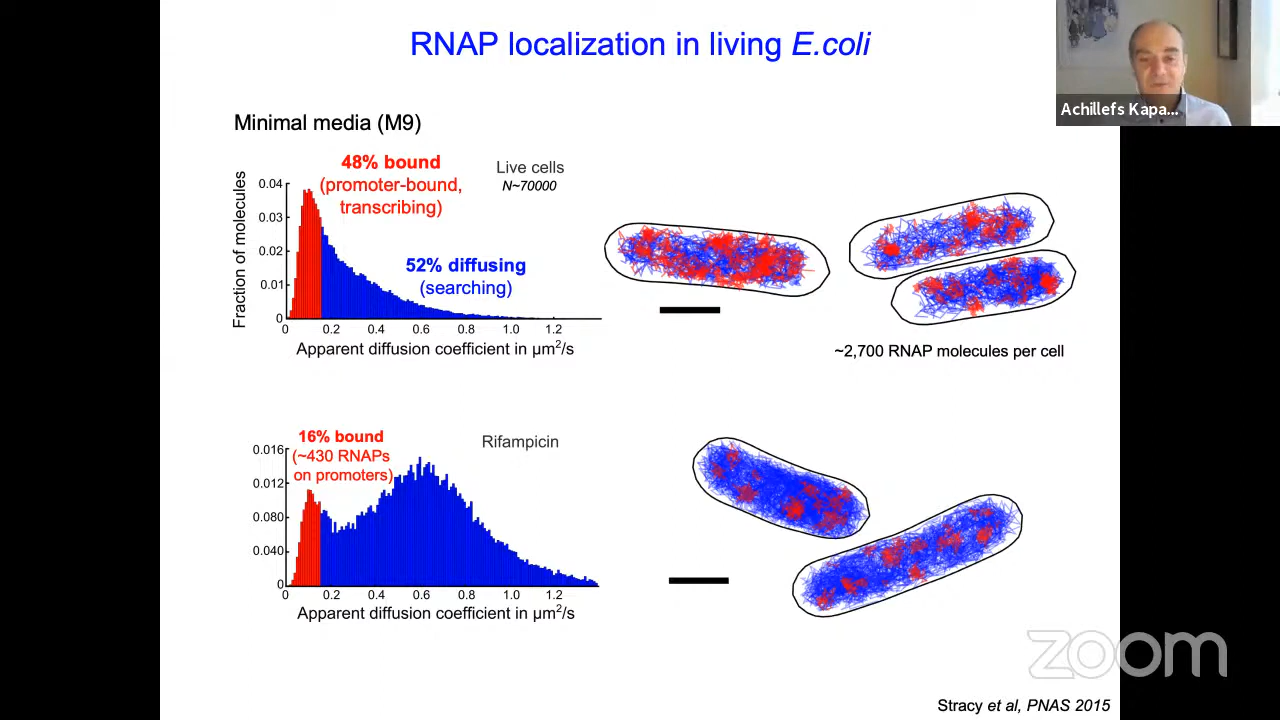 RNAP localization in living E.coli
Achillefs Kapa...
Minimal media (M9)
48% bound
(promoter-bound,
transcribing)
Live cells
N~70000
52% diffusing
(searching)
Fraction of molecules
0.04
0.03
0.02
0.01
0
0 0.2 0.4 0.6 0.8 1.0 1.2
Apparent diffusion coefficient in µm2/s
~2,700 RNAP molecules per cell
16% bound
(~430 RNAPs
on promoters)
Rifampicin
0.016
0.012
0.080
0.040
0
0 0.2 0.4 0.6 0.8 1.0 1.2
Apparent diffusion coefficient in µm2/s
zoom
Stracy et al, PNAS 2015